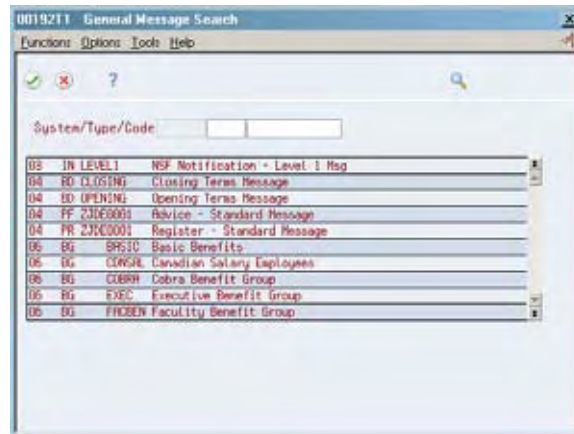 0019211 General Message Search
Functions Options Tools Help
?
System/Type/Code
03 IN LEVEL1 NSF Notification - Level 1 Msg
04 BD CLOSING Closing Terms Message
04 BD OPENING Opening Terms Message
04 PF ZJDE0001 Advice - Standard Message
04 PR ZJDE0001 Register - Standard Message
06 BG BASIC Basic Benefits
06 BG CDNSAL Canadian Salary Employees
06 BG COBRA Cobra Benefit Group
06 BG EXEC Executive Benefit Group
06 BG FACBEN Faculity Benefit Group